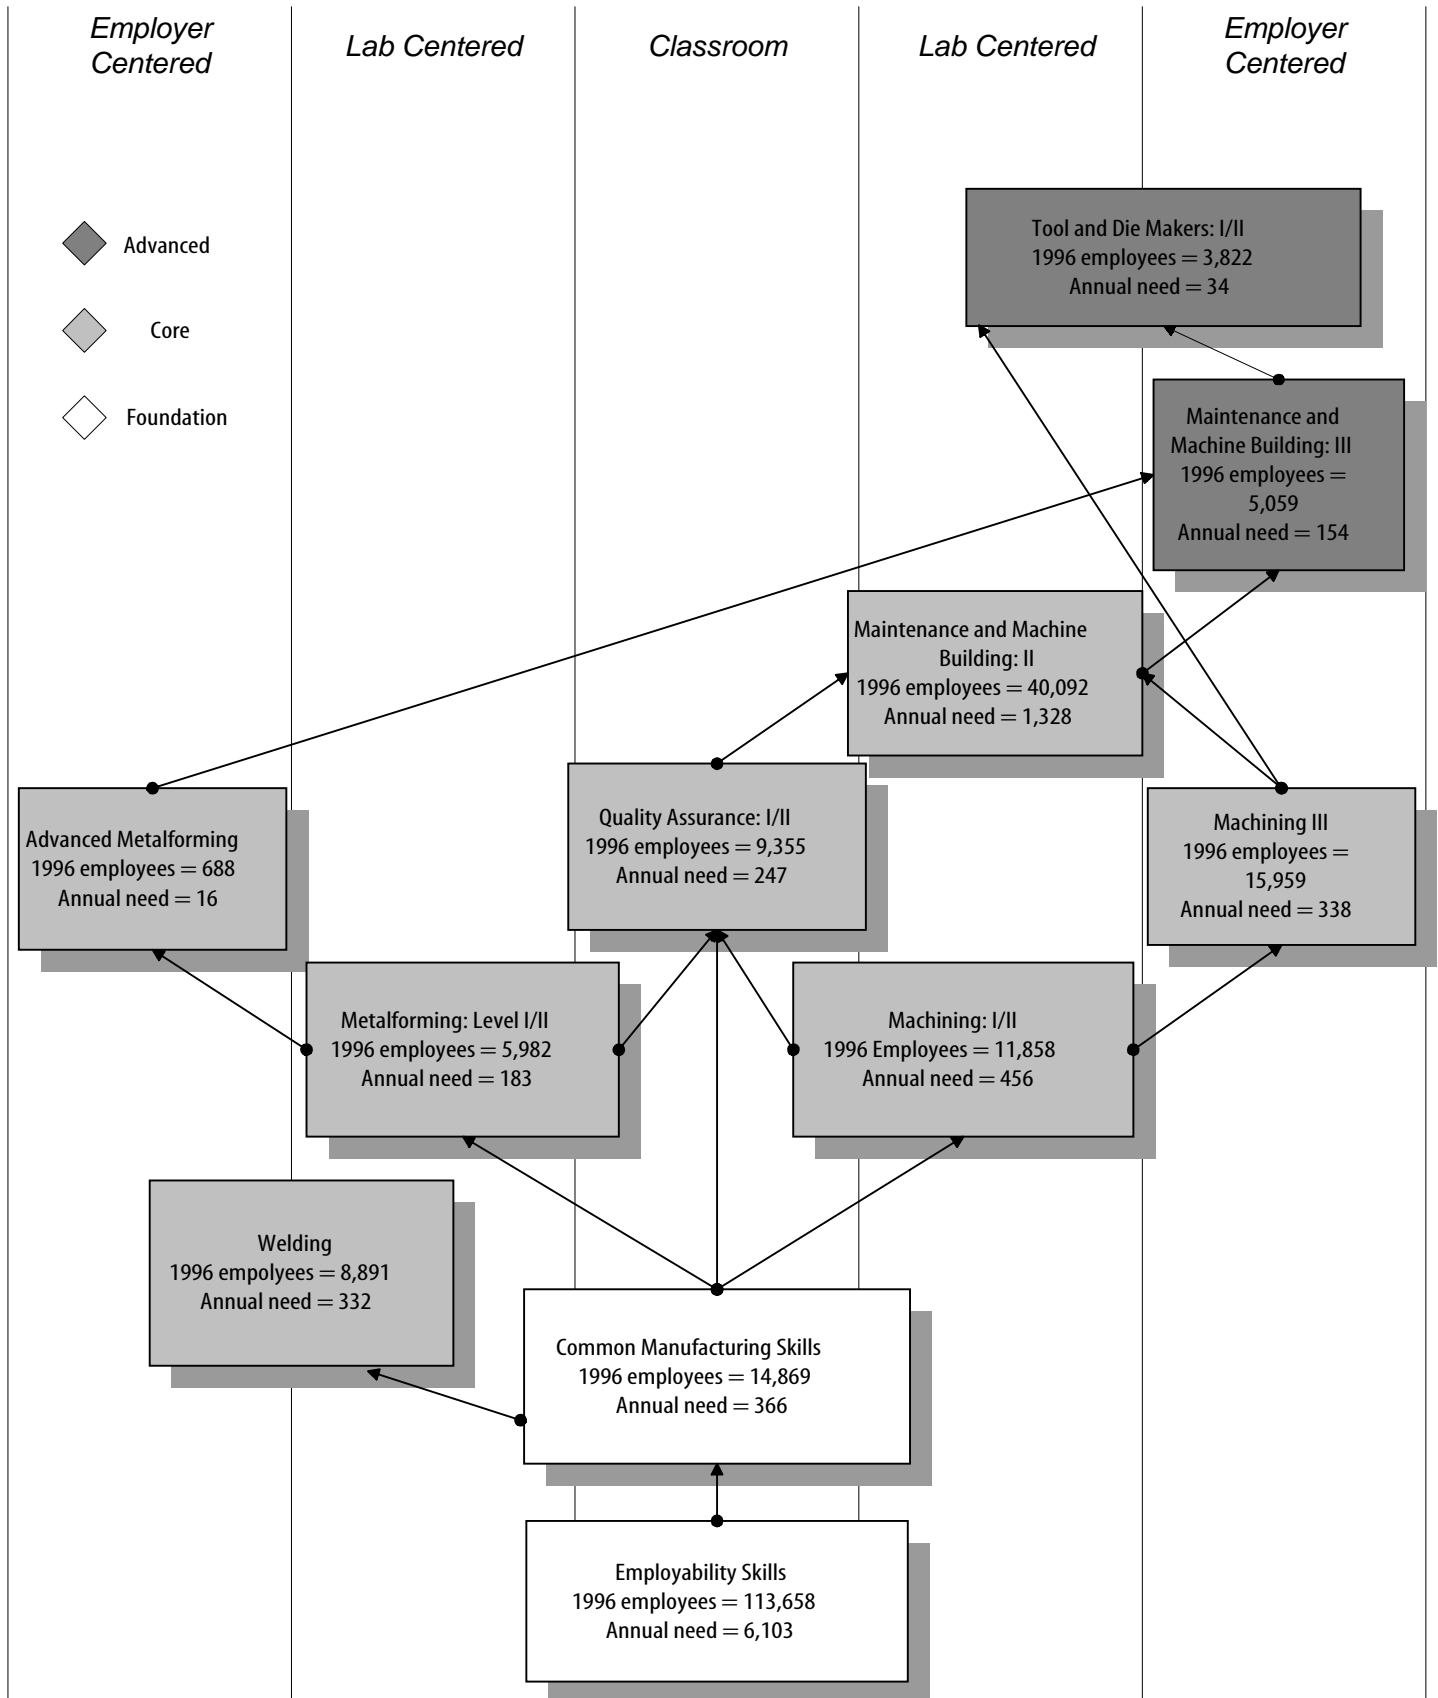 Employer
Centered
Lab Centered
Classroom
Lab Centered
Employer
Centered
Advanced
Core
Foundation
Tool and Die Makers: I/II
1996 employees = 3,822
Annual need = 34
Maintenance and
Machine Building: III
1996 employees =
5,059
Annual need = 154
Maintenance and Machine
Building: II
1996 employees = 40,092
Annual need = 1,328
Advanced Metalforming
1996 employees = 688
Annual need = 16
Quality Assurance: I/II
1996 employees = 9,355
Annual need = 247
Machining III
1996 employees =
15,959
Annual need = 338
Metalforming: Level I/II
1996 employees = 5,982
Annual need = 183
Machining: I/II
1996 Employees = 11,858
Annual need = 456
Welding
1996 empolyees = 8,891
Annual need = 332
Common Manufacturing Skills
1996 employees = 14,869
Annual need = 366
Employability Skills
1996 employees = 113,658
Annual need = 6,103